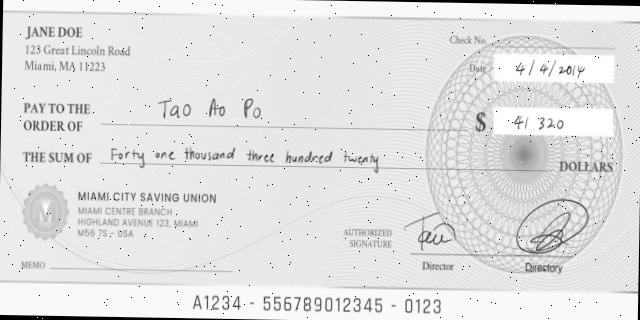 JANE DOE
123 Great Lincoln Road
Miami, MA 11223
Check No.
Date 4/4/2014
PAY TO THE ORDER OF Tao Ao Po
$ 41 320
THE SUM OF Forty one thousand three hundred twenty DOLLARS
MIAMI CITY SAVING UNION
MIAMI CENTRE BRANCH
HIGHLAND AVENUE 123, MIAMI
M56 7S - USA
M
AUTHORIZED SIGNATURE
Director
Directory
MEMO
A1234 - 556789012345 - 0123